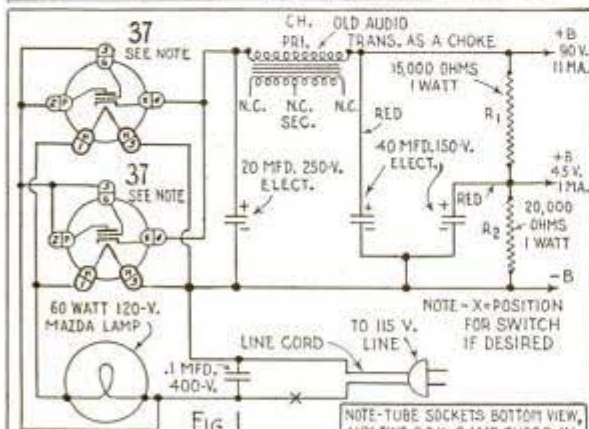 37
SEE NOTE
37
SEE NOTE
CH.
PRI.
OLD AUDIO
TRANS. AS A CHOKE
N.C.
N.C.
N.C.
SEC.
RED
20 MFD. 250-V.
ELECT.
40 MFD. 150-V.
ELECT.
RED
15,000 OHMS
1 WATT
R1
R2
20,000
OHMS
1 WATT
+B
90 V.
11 MA.
+B
45 V.
1 MA.
-B
NOTE-X=POSITION
FOR SWITCH
IF DESIRED
60 WATT 120-V.
MAZDA LAMP
.1 MFD.
400-V.
LINE CORD
TO 115 V.
LINE
X
FIG. 1
NOTE-TUBE SOCKETS BOTTOM VIEW,